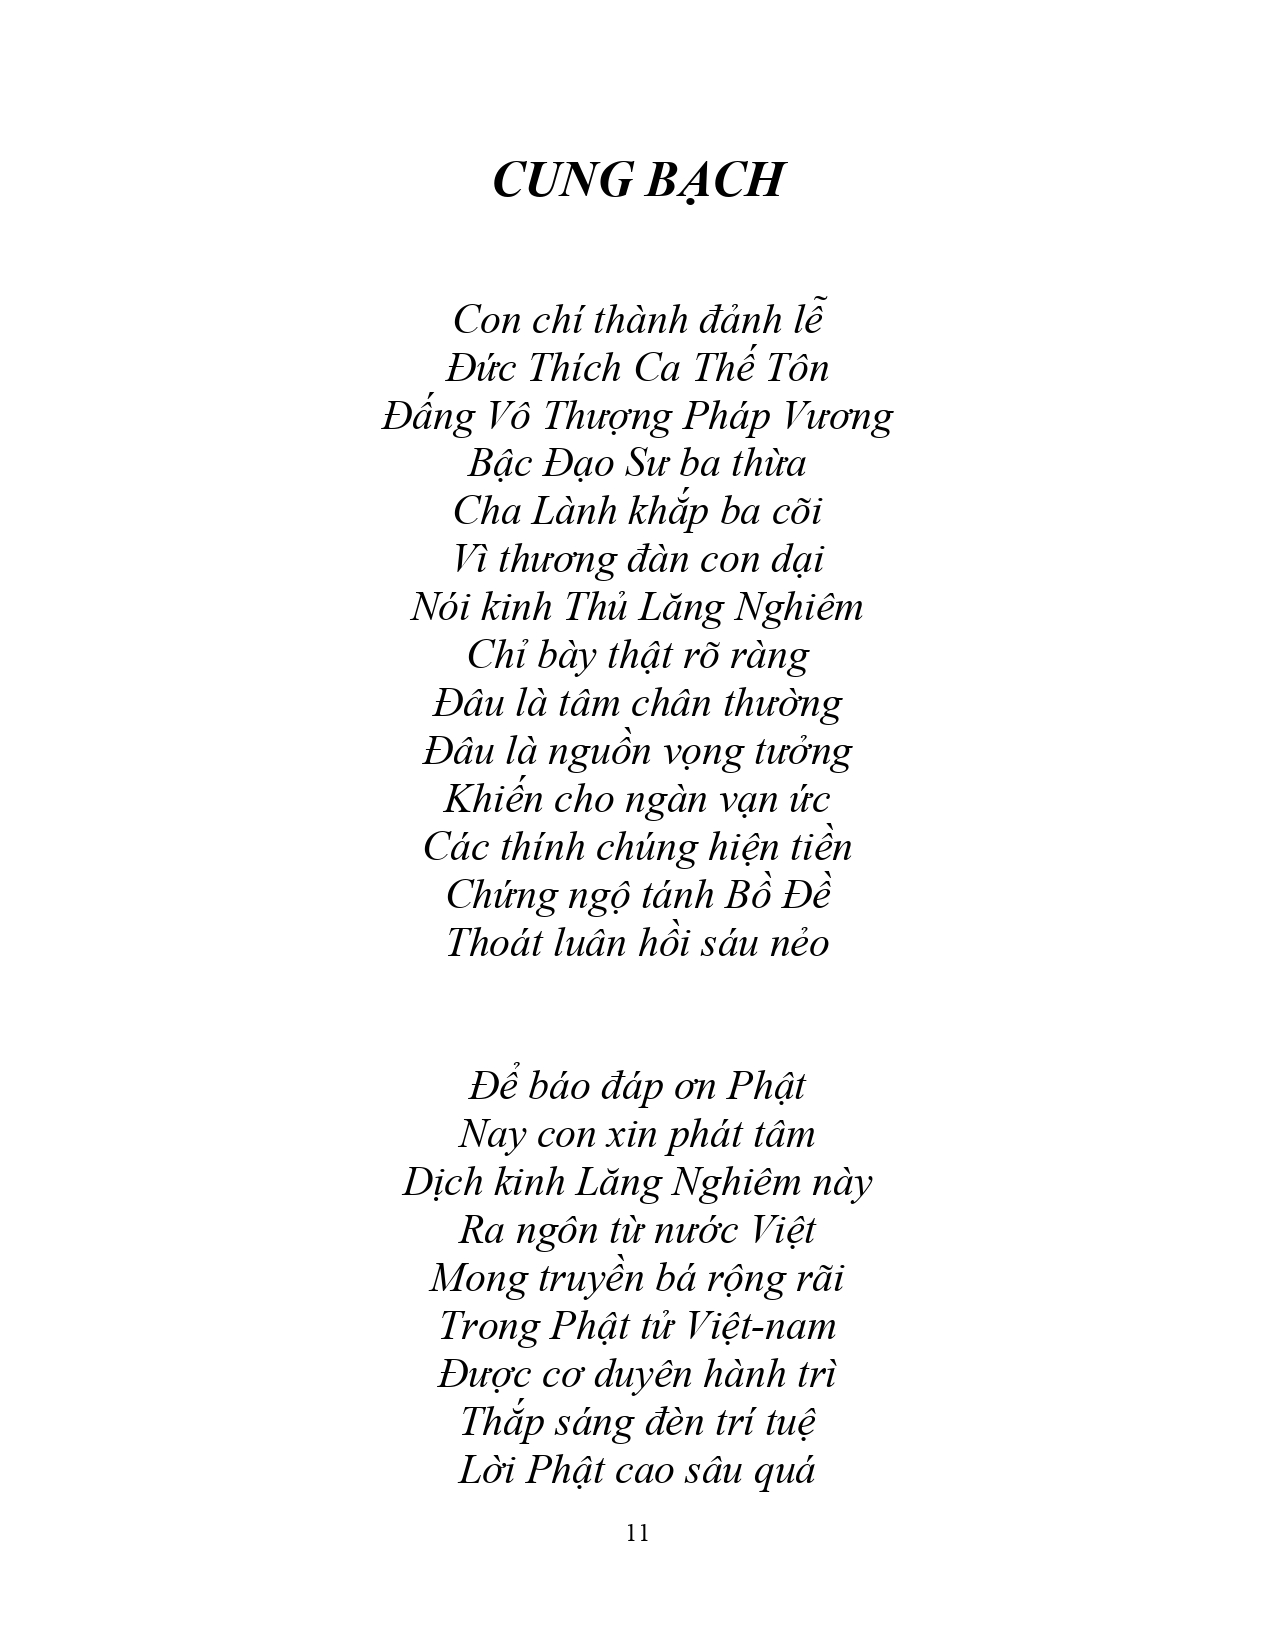 CUNG BẠCH
Con chí thành đảnh lễ
Đức Thích Ca Thế Tôn
Đấng Vô Thượng Pháp Vương
Bậc Đạo Sư ba thừa
Cha Lành khắp ba cõi
Vì thương đàn con dại
Nói kinh Thủ Lăng Nghiêm
Chỉ bày thật rõ ràng
Đâu là tâm chân thường
Đâu là nguồn vọng tưởng
Khiến cho ngàn vạn ức
Các thính chúng hiện tiền
Chứng ngộ tánh Bồ Đề
Thoát luân hồi sáu nẻo
Để báo đáp ơn Phật
Nay con xin phát tâm
Dịch kinh Lăng Nghiêm này
Ra ngôn từ nước Việt
Mong truyền bá rộng rãi
Trong Phật tử Việt-nam
Được cơ duyên hành trì
Thắp sáng đèn trí tuệ
Lời Phật cao sâu quá
11